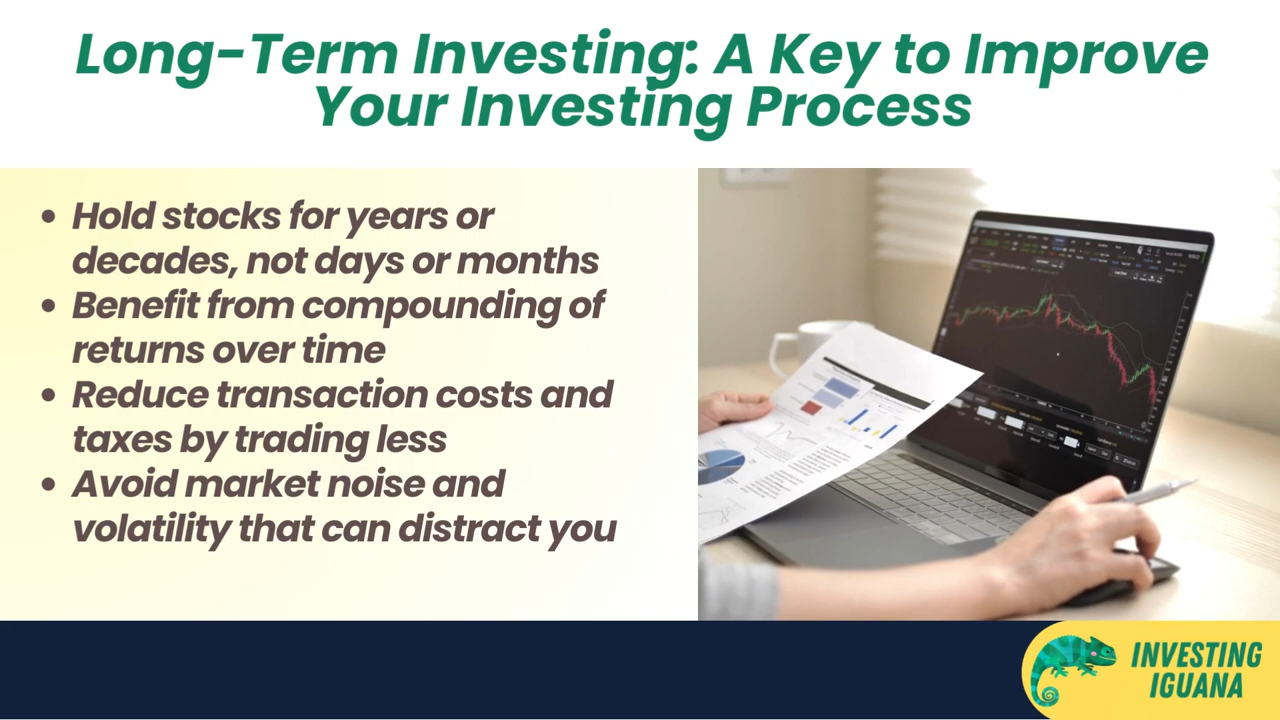 Long-Term Investing: A Key to Improve
Your Investing Process
• Hold stocks for years or
decades, not days or months
• Benefit from compounding of
returns over time
• Reduce transaction costs and
taxes by trading less
• Avoid market noise and
volatility that can distract you
INVESTING
IGUANA